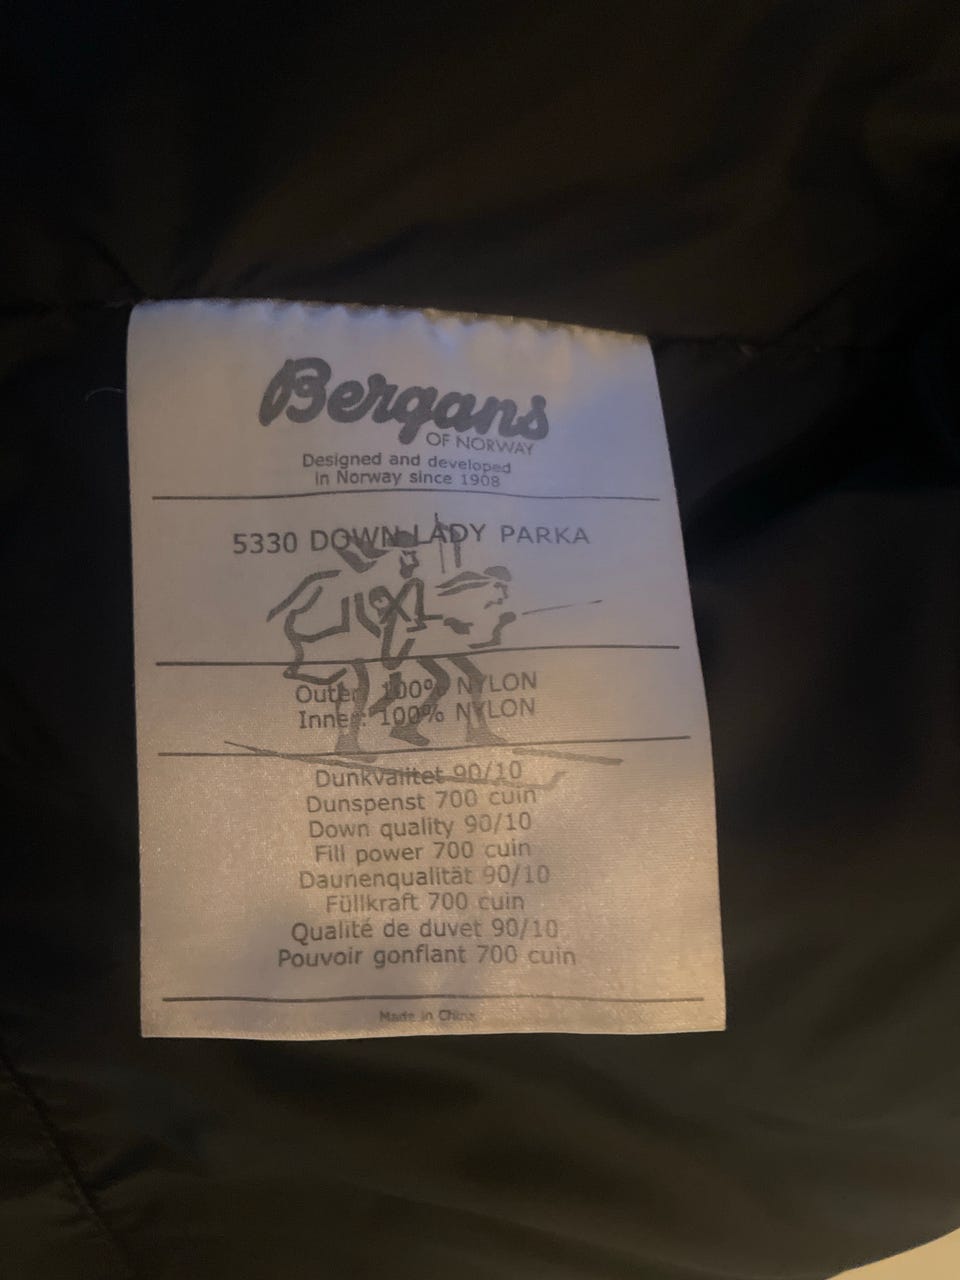 Bergans
OF NORWAY
Designed and developed
in Norway since 1908
5330 DOWN LADY PARKA
Outer: 100% NYLON
Inner: 100% NYLON
Dunkvalitet 90/10
Dunspenst 700 cuin
Down quality 90/10
Fill power 700 cuin
Daunenqualität 90/10
Füllkraft 700 cuin
Qualité de duvet 90/10
Pouvoir gonflant 700 cuin
Made in China